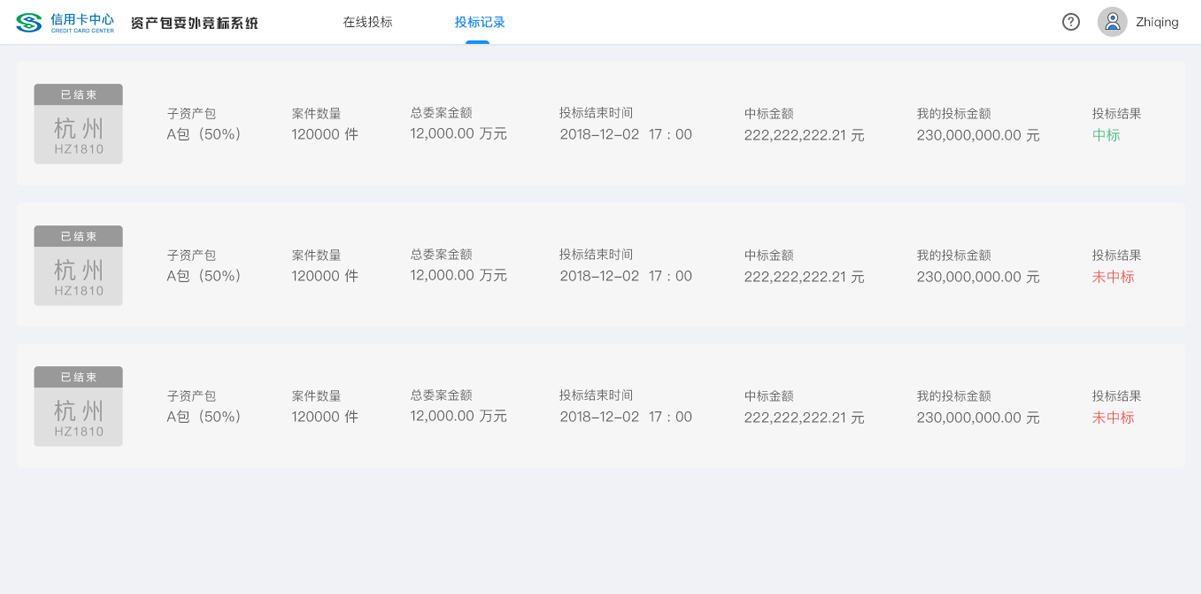 信用卡中心
CREDIT CARD CENTER
资产包委外竞标系统
在线投标
投标记录
Zhiqing
已结束
杭州
HZ1810
子资产包
A包（50%）
案件数量
120000 件
总委案金额
12,000.00 万元
投标结束时间
2018-12-02 17：00
中标金额
222,222,222.21 元
我的投标金额
230,000,000.00 元
投标结果
中标
已结束
杭州
HZ1810
子资产包
A包（50%）
案件数量
120000 件
总委案金额
12,000.00 万元
投标结束时间
2018-12-02 17：00
中标金额
222,222,222.21 元
我的投标金额
230,000,000.00 元
投标结果
未中标
已结束
杭州
HZ1810
子资产包
A包（50%）
案件数量
120000 件
总委案金额
12,000.00 万元
投标结束时间
2018-12-02 17：00
中标金额
222,222,222.21 元
我的投标金额
230,000,000.00 元
投标结果
未中标